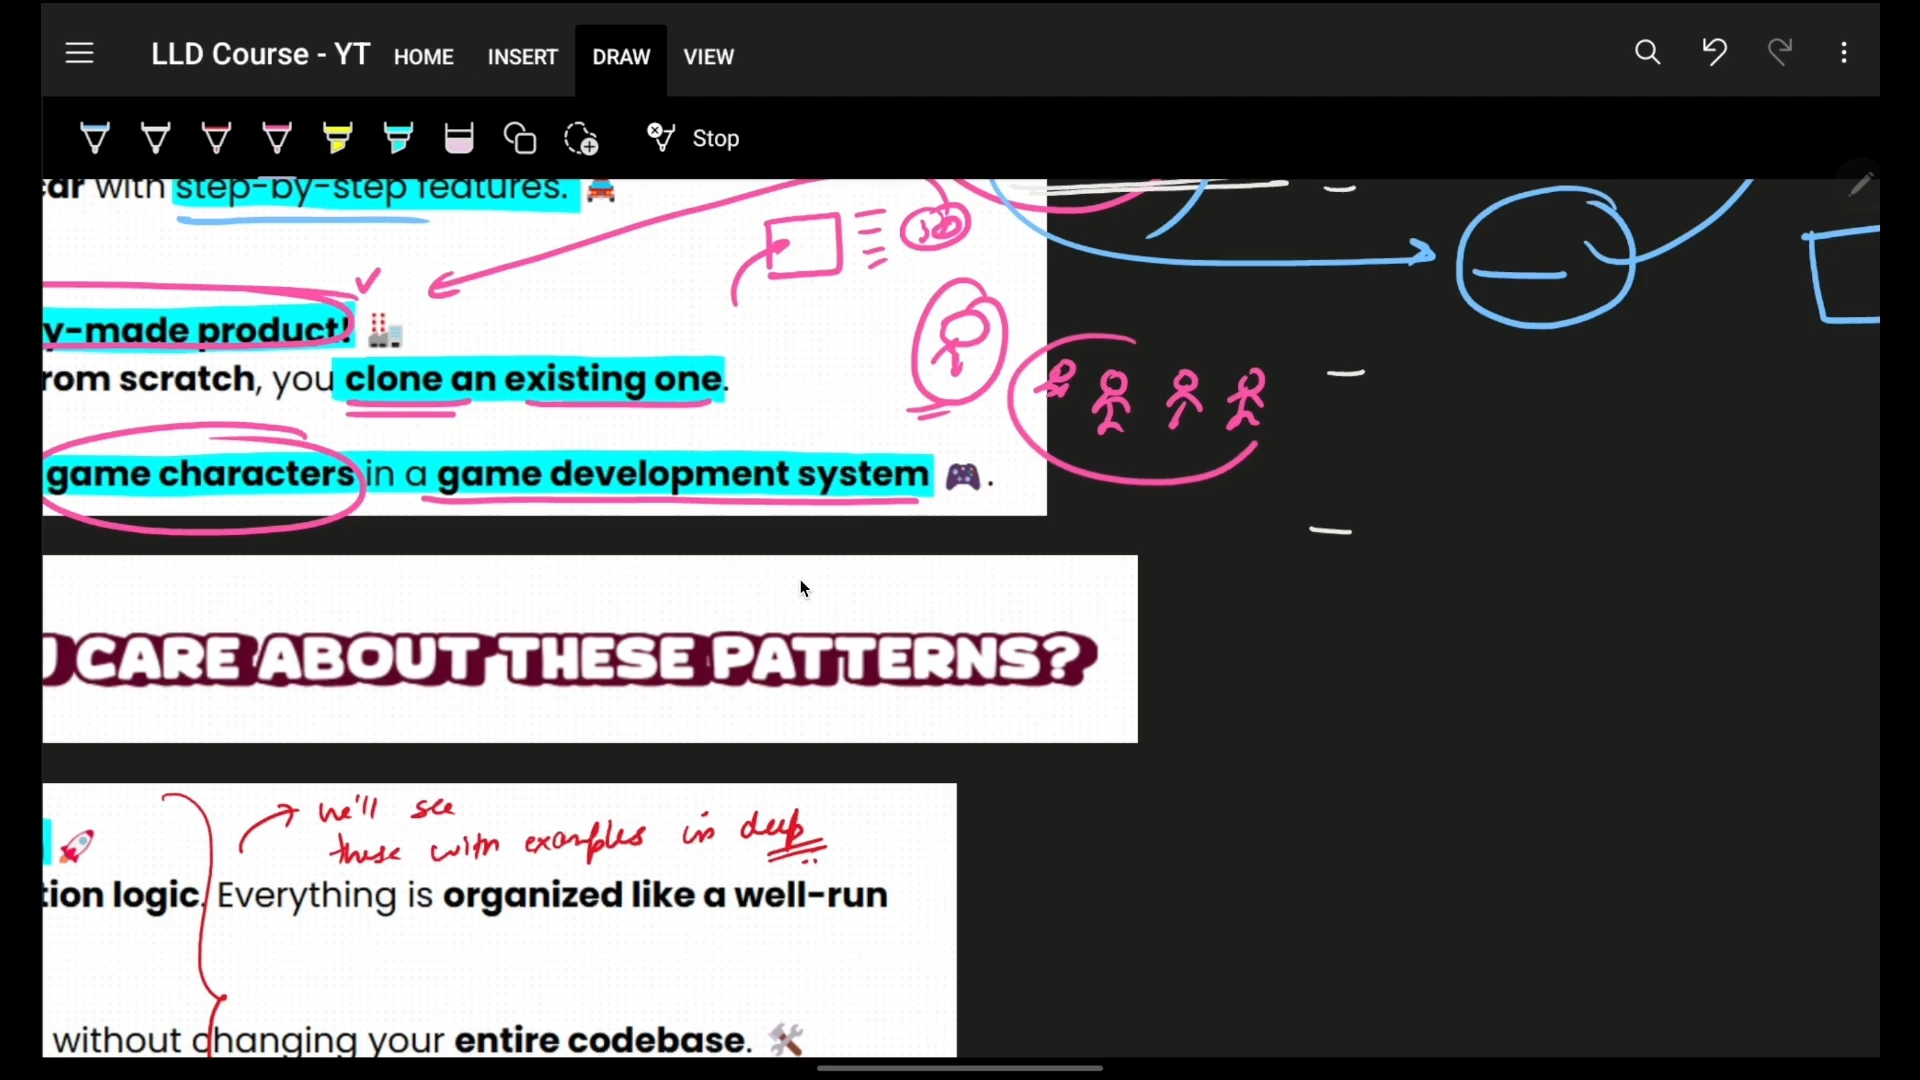 LLD Course - YT HOME INSERT DRAW VIEW
Stop
car with step-by-step features.
y-made product!
rom scratch, you clone an existing one.
game characters in a game development system .
U CARE ABOUT THESE PATTERNS?
we'll see
these with examples in deep
tion logic. Everything is organized like a well-run
without changing your entire codebase.